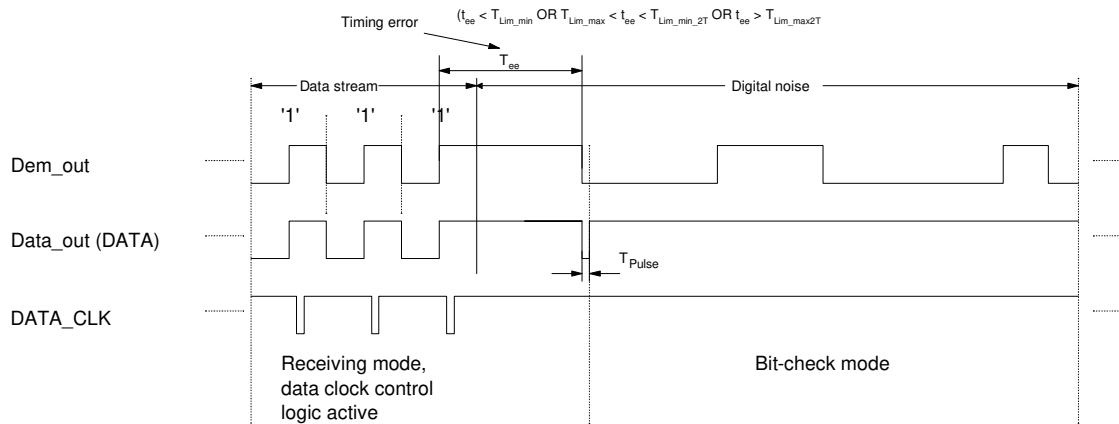 (tee < TLim_min OR TLim_max < tee < TLim_min_2T OR tee > TLim_max2T
Timing error
Tee
Data stream
Digital noise
'1' '1' '1'
Dem_out
Data_out (DATA)
TPulse
DATA_CLK
Receiving mode,
data clock control
logic active
Bit-check mode